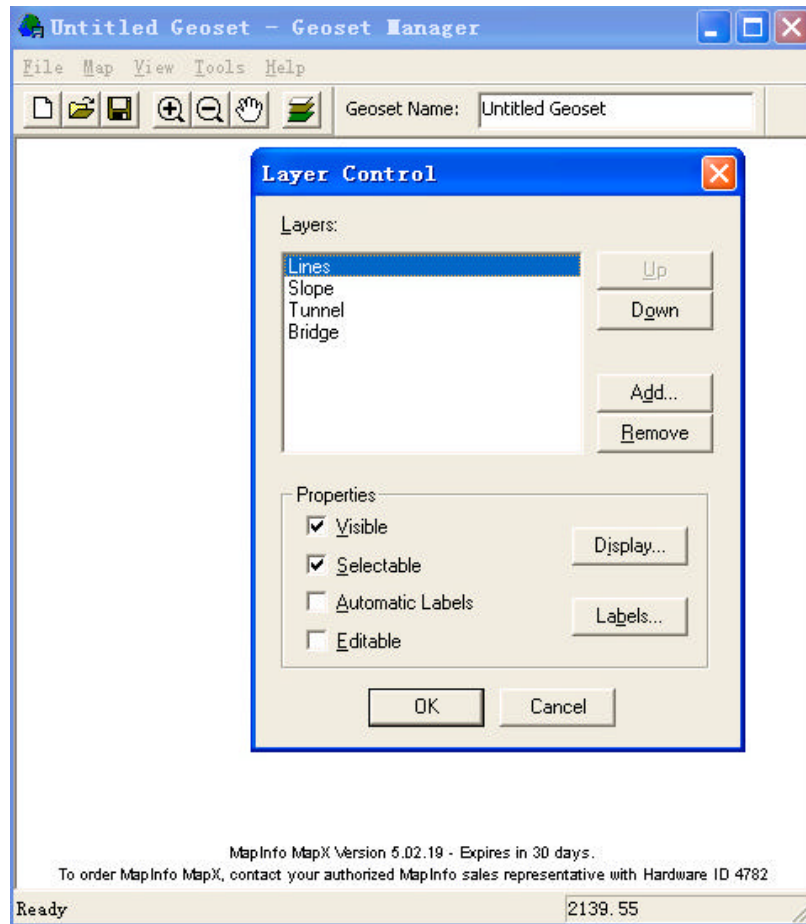 Untitled Geoset - Geoset Manager
File Map View Tools Help
Geoset Name: Untitled Geoset
Layer Control
Layers:
Lines
Slope
Tunnel
Bridge
Up
Down
Add...
Remove
Properties
Visible
Selectable
Automatic Labels
Editable
Display...
Labels...
OK Cancel
MapInfo MapX Version 5.02.19 - Expires in 30 days.
To order MapInfo MapX, contact your authorized MapInfo sales representative with Hardware ID 4782
Ready 2139.55